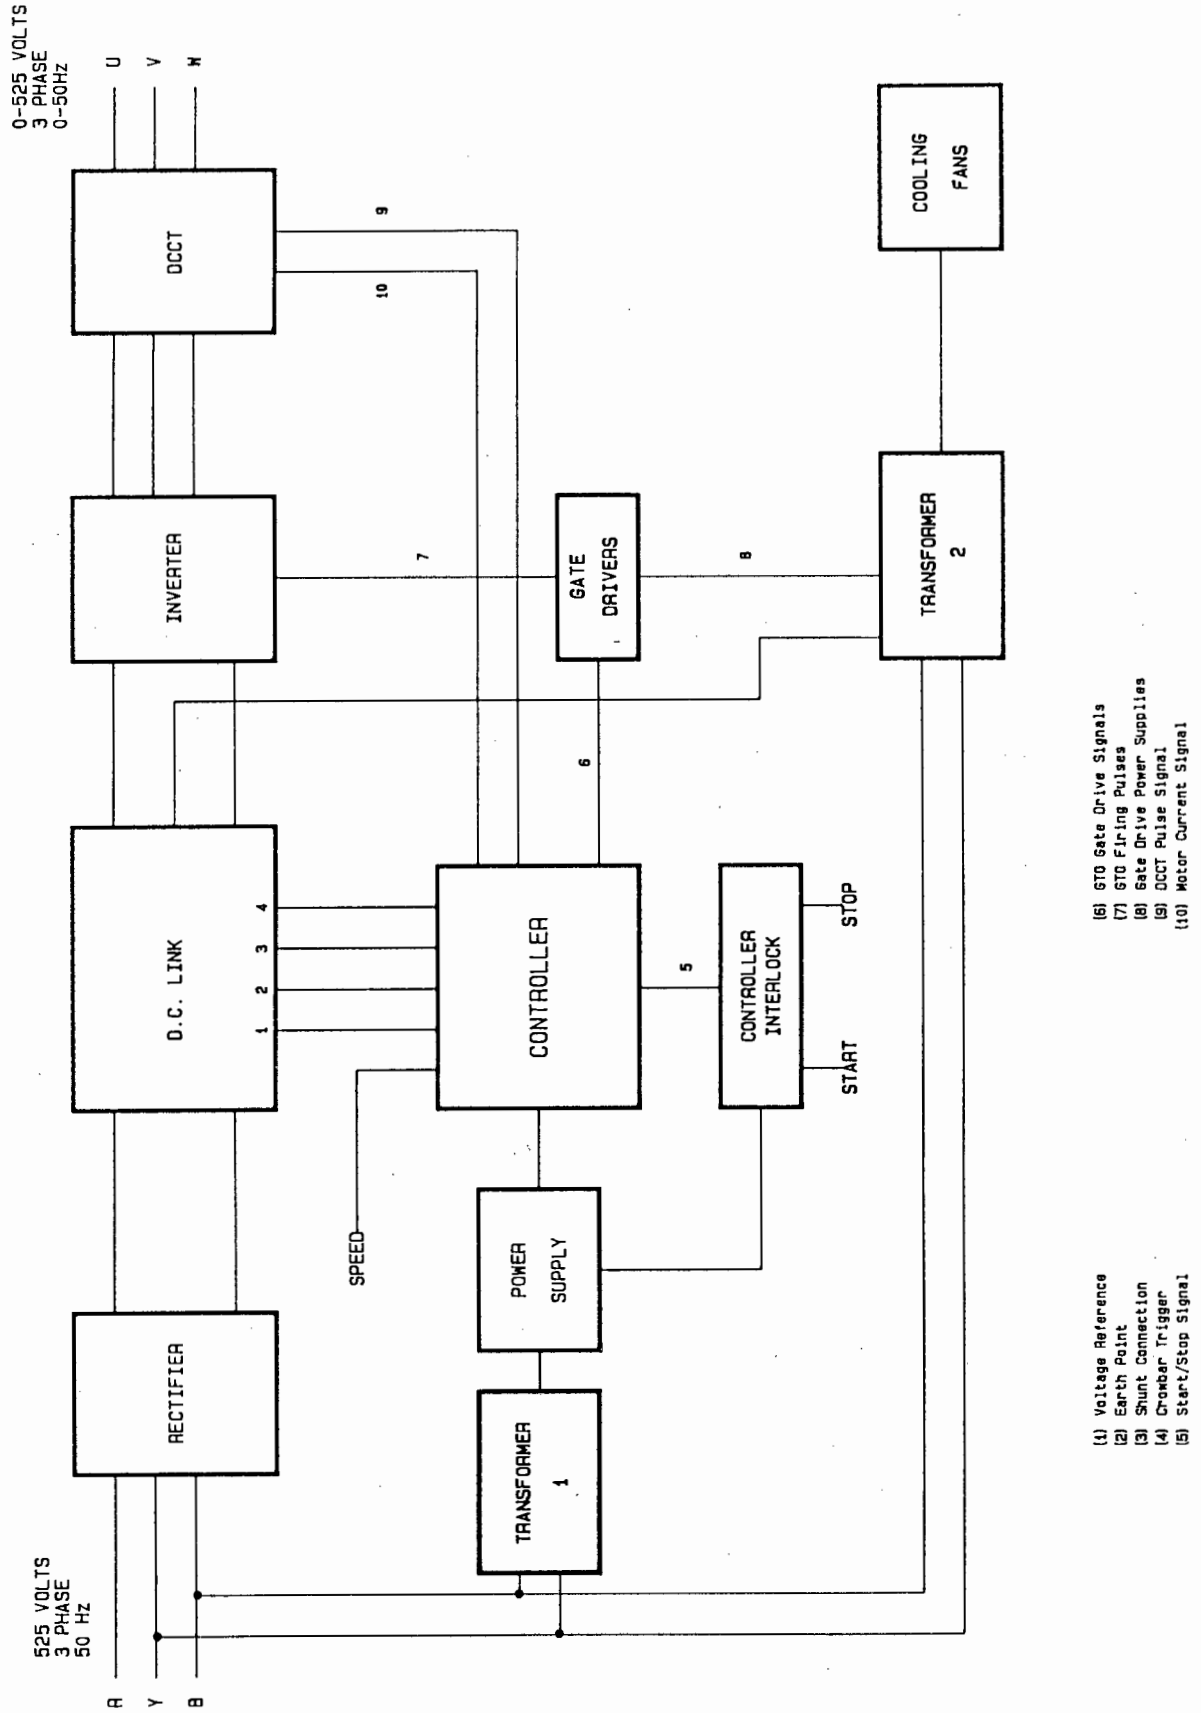 525 VOLTS
3 PHASE
50 Hz
R
Y
B
RECTIFIER
D.C. LINK
1
2
3
4
INVERTER
DCCT
0-525 VOLTS
3 PHASE
0-50Hz
U
V
W
SPEED
9
10
7
TRANSFORMER
1
POWER
SUPPLY
CONTROLLER
6
GATE
DRIVERS
5
8
CONTROLLER
INTERLOCK
START
STOP
TRANSFORMER
2
COOLING
FANS
(1) Voltage Reference
(2) Earth Point
(3) Shunt Connection
(4) Crowbar Trigger
(5) Start/Stop Signal
(6) GTO Gate Drive Signals
(7) GTO Firing Pulses
(8) Gate Drive Power Supplies
(9) DCCT Pulse Signal
(10) Motor Current Signal